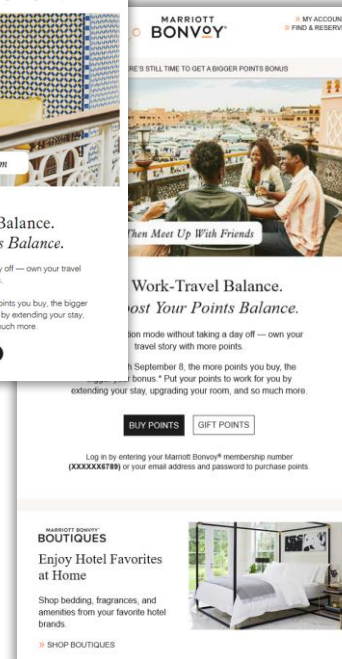 MARRIOTT
BONVOY
» MY ACCOUN
» FIND & RESERV
RE'S STILL TIME TO GET A BIGGER POINTS BONUS
m
Then Meet Up With Friends
Balance.
s Balance.
y off — own your travel
s.
oints you buy, the bigger
by extending your stay,
much more.
Work-Travel Balance.
ost Your Points Balance.
ion mode without taking a day off — own your
travel story with more points.
h September 8, the more points you buy, the
bonus.* Put your points to work for you by
extending your stay, upgrading your room, and so much more.
BUY POINTS
GIFT POINTS
Log in by entering your Marriott Bonvoy® membership number
(XXXXXX6789) or your email address and password to purchase points.
MARRIOTT BONVOY
BOUTIQUES
Enjoy Hotel Favorites
at Home
Shop bedding, fragrances, and
amenities from your favorite hotel
brands.
» SHOP BOUTIQUES